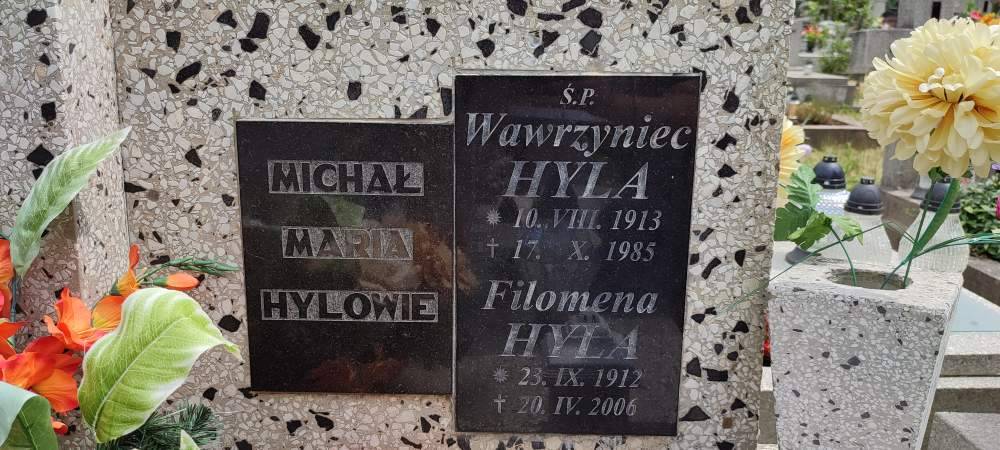 MICHAŁ
MARIA
HYLOWIE
Ś.P.
Wawrzyniec
HYLA
* 10. VIII. 1913
† 17. X. 1985
Filomena
HYLA
* 23. IX. 1912
† 20. IV. 2006